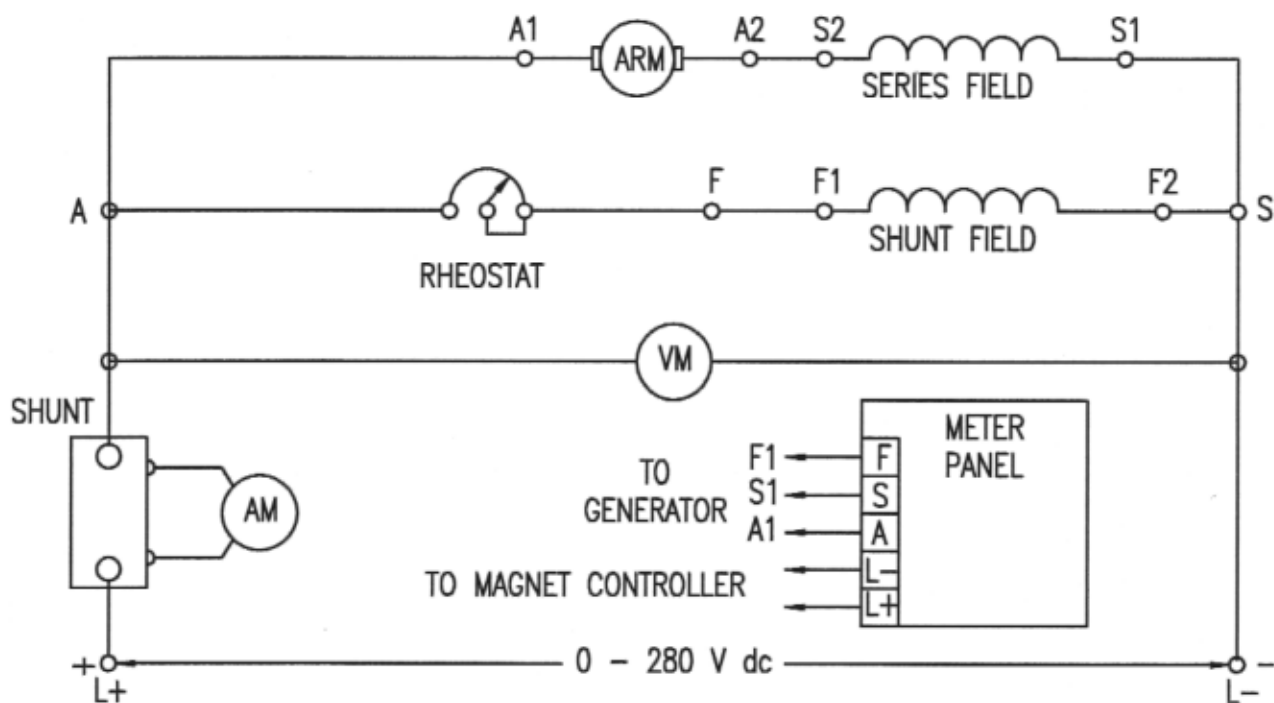 A1
ARM
A2
S2
S1
SERIES FIELD
A
F
F1
F2
S
RHEOSTAT
SHUNT FIELD
VM
SHUNT
AM
METER
PANEL
TO
GENERATOR
F1
F
S1
S
A1
A
TO MAGNET CONTROLLER
L-
L+
+
0 - 280 V dc
-
L+
L-